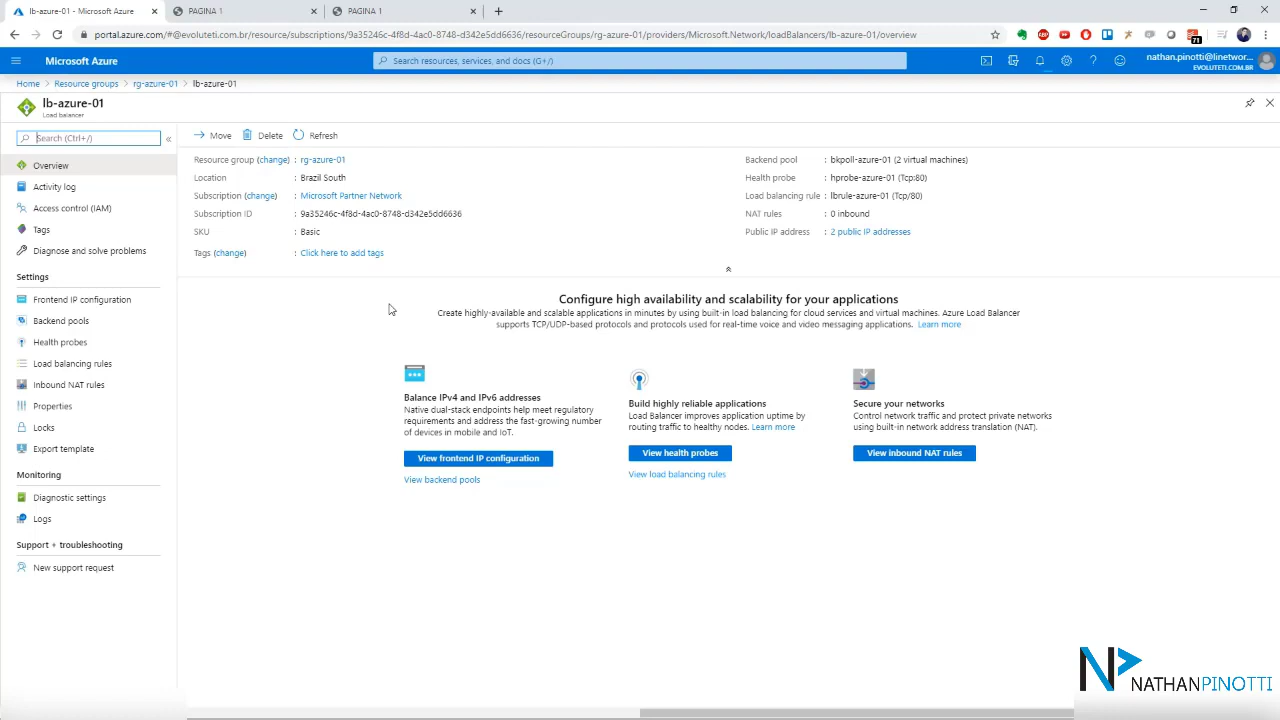 lb-azure-01 - Microsoft Azure
PAGINA 1
PAGINA 1
portal.azure.com/#@evoluteti.com.br/resource/subscriptions/9a35246c-4f8d-4ac0-8748-d342e5dd6636/resourceGroups/rg-azure-01/providers/Microsoft.Network/loadBalancers/lb-azure-01/overview
71
Microsoft Azure
Search resources, services, and docs (G+/)
nathan.pinotti@linetwor...
EVOLUTETI.COM.BR
Home > Resource groups > rg-azure-01 > lb-azure-01
lb-azure-01
Load balancer
Search (Ctrl+/)
«
Overview
Activity log
Access control (IAM)
Tags
Diagnose and solve problems
Settings
Frontend IP configuration
Backend pools
Health probes
Load balancing rules
Inbound NAT rules
Properties
Locks
Export template
Monitoring
Diagnostic settings
Logs
Support + troubleshooting
New support request
Move Delete Refresh
Resource group (change) : rg-azure-01
Location : Brazil South
Subscription (change) : Microsoft Partner Network
Subscription ID : 9a35246c-4f8d-4ac0-8748-d342e5dd6636
SKU : Basic
Tags (change) : Click here to add tags
Backend pool : bkpoll-azure-01 (2 virtual machines)
Health probe : hprobe-azure-01 (Tcp:80)
Load balancing rule : lbrule-azure-01 (Tcp/80)
NAT rules : 0 inbound
Public IP address : 2 public IP addresses
Configure high availability and scalability for your applications
Create highly-available and scalable applications in minutes by using built-in load balancing for cloud services and virtual machines. Azure Load Balancer
supports TCP/UDP-based protocols and protocols used for real-time voice and video messaging applications. Learn more
Balance IPv4 and IPv6 addresses
Native dual-stack endpoints help meet regulatory
requirements and address the fast-growing number
of devices in mobile and IoT.
View frontend IP configuration
View backend pools
Build highly reliable applications
Load Balancer improves application uptime by
routing traffic to healthy nodes. Learn more
View health probes
View load balancing rules
Secure your networks
Control network traffic and protect private networks
using built-in network address translation (NAT).
View inbound NAT rules
NATHANPINOTTI